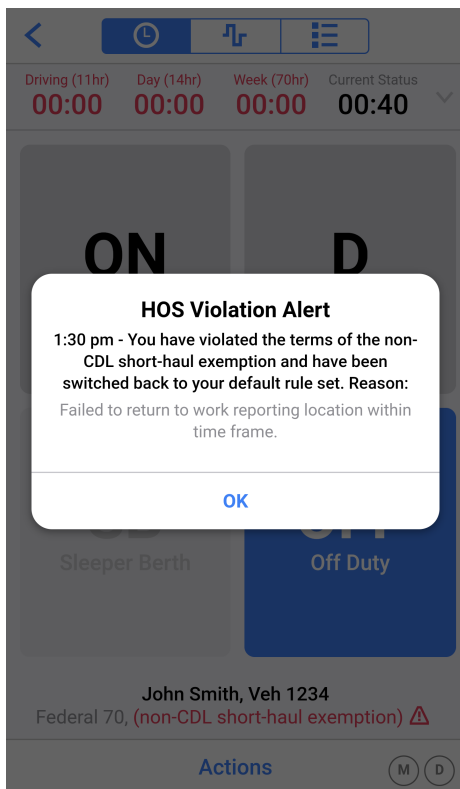 Driving (11hr) Day (14hr) Week (70hr) Current Status
00:00 00:00 00:00 00:40
ON D
HOS Violation Alert
1:30 pm - You have violated the terms of the non-
CDL short-haul exemption and have been
switched back to your default rule set. Reason:
Failed to return to work reporting location within
time frame.
OK
Sleeper Berth Off Duty
John Smith, Veh 1234
Federal 70, (non-CDL short-haul exemption)
Actions M D